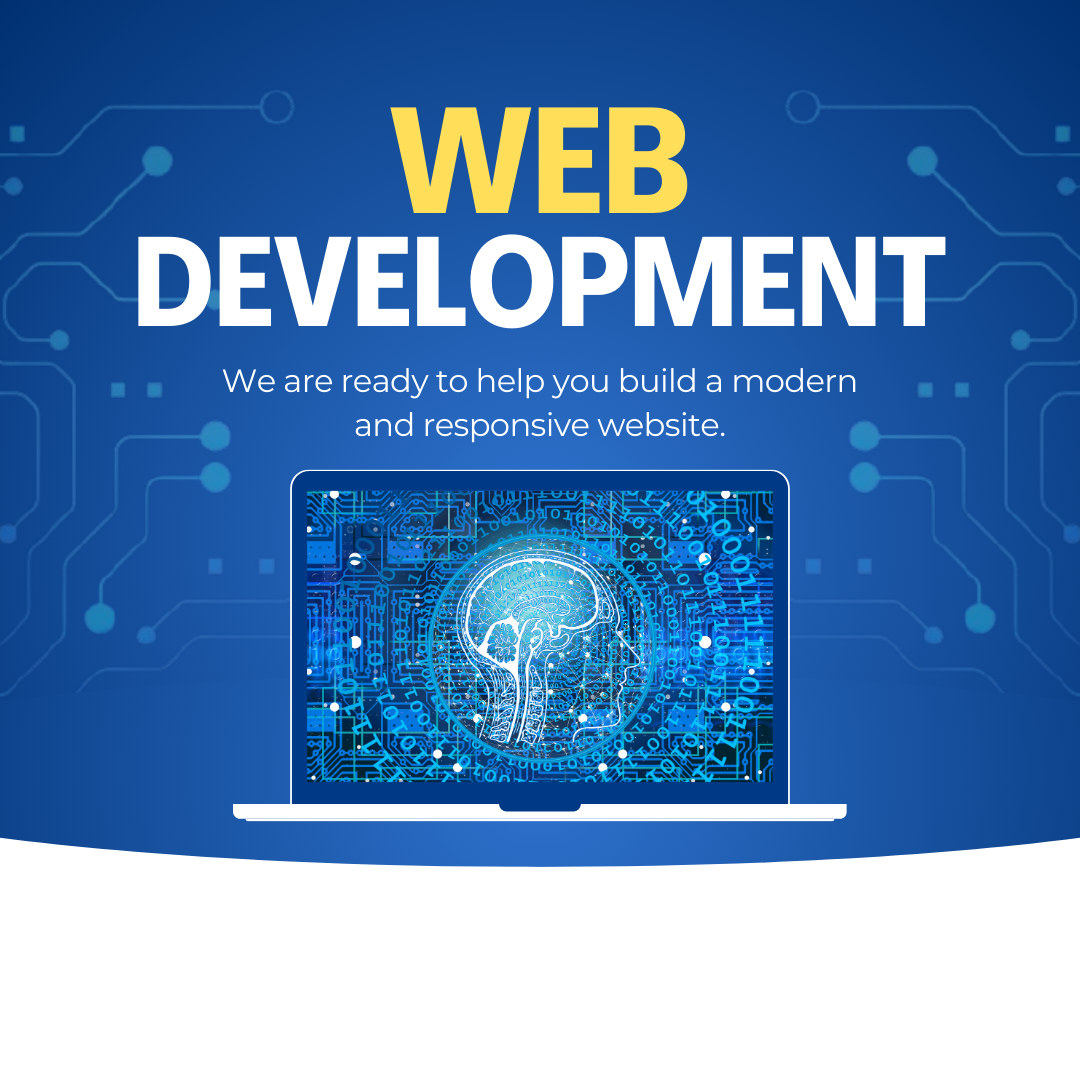 WEB
DEVELOPMENT
We are ready to help you build a modern
and responsive website.